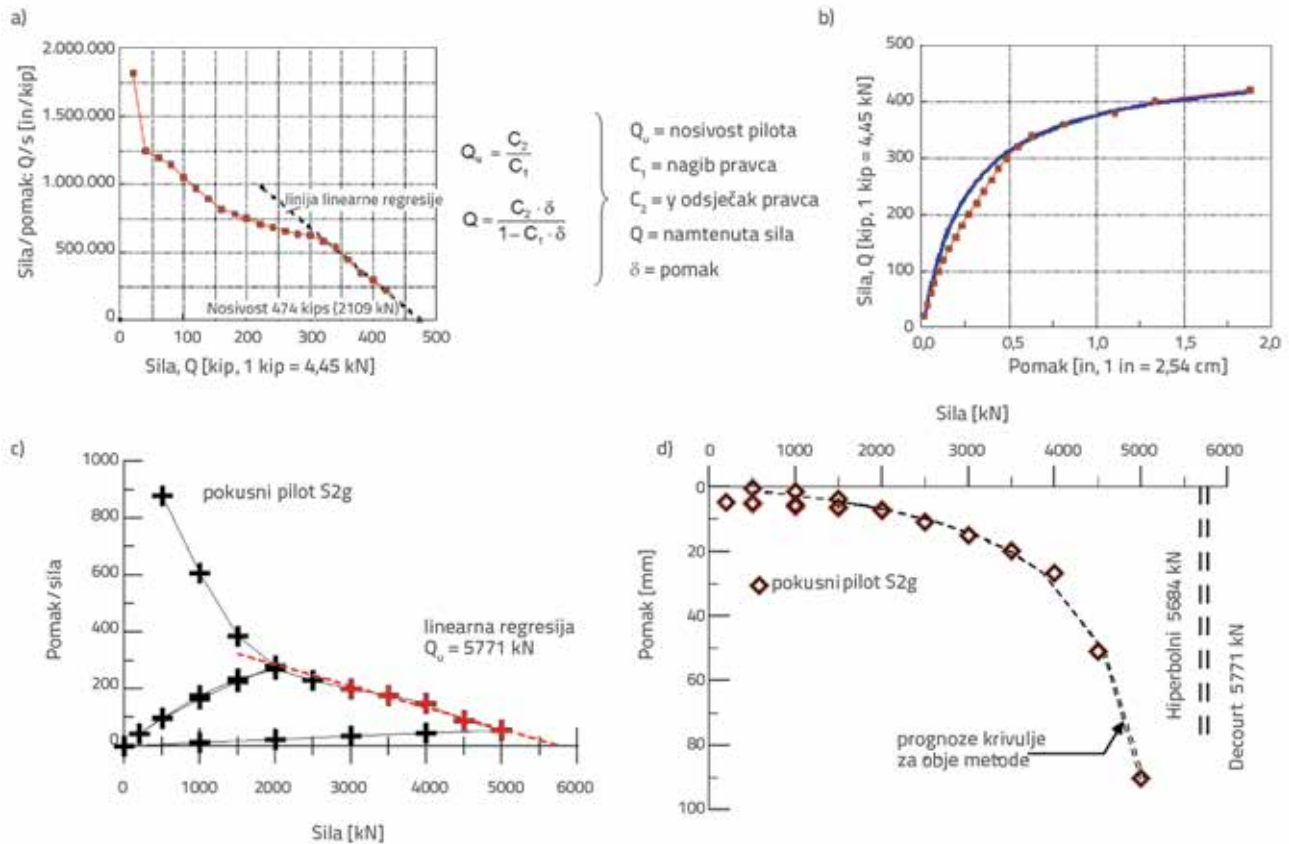 a)
2.000.000
1.500.000
1.000.000
500.000
0
Sila/pomak: Q/s [in/kip]
linija linearne regresije
Nosivost 474 kips (2109 kN)
0 100 200 300 400 500
Sila, Q [kip, 1 kip = 4,45 kN]
Qᵤ = C₂ / C₁
Q = C₂ · δ / 1 – C₁ · δ
Qᵤ = nosivost pilota
C₁ = nagib pravca
C₂ = y odsječak pravca
Q = namtenuta sila
δ = pomak
b)
500
400
300
200
100
0
Sila, Q [kip, 1 kip = 4,45 kN]
0,0 0,5 1,0 1,5 2,0
Pomak [in, 1 in = 2,54 cm]
c)
1000
800
600
400
200
0
Pomak/sila
pokusni pilot S2g
linearna regresija
Qᵤ = 5771 kN
0 1000 2000 3000 4000 5000 6000
Sila [kN]
d)
Sila [kN]
0 1000 2000 3000 4000 5000 6000
0
20
40
60
80
100
Pomak [mm]
pokusni pilot S2g
prognoze krivulje
za obje metode
Hiperbolni 5684 kN
Decourt 5771 kN